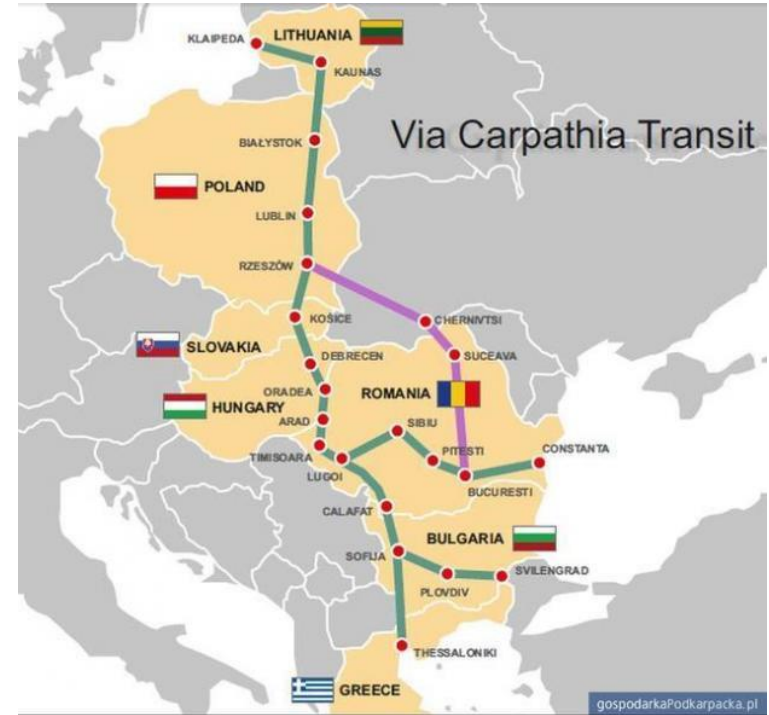 KLAIPEDA
LITHUANIA
KAUNAS
Via Carpathia Transit
BIAŁYSTOK
POLAND
LUBLIN
RZESZÓW
KOŠICE
CHERNIVTSI
SLOVAKIA
DEBRECEN
SUCEAVA
ORADEA
ROMANIA
HUNGARY
ARAD
SIBIU
TIMISOARA
PITESTI
CONSTANTA
LUGOI
BUCURESTI
CALAFAT
BULGARIA
SOFIJA
SVILENGRAD
PLOVDIV
THESSALONIKI
GREECE
gospodarkaPodkarpacka.pl